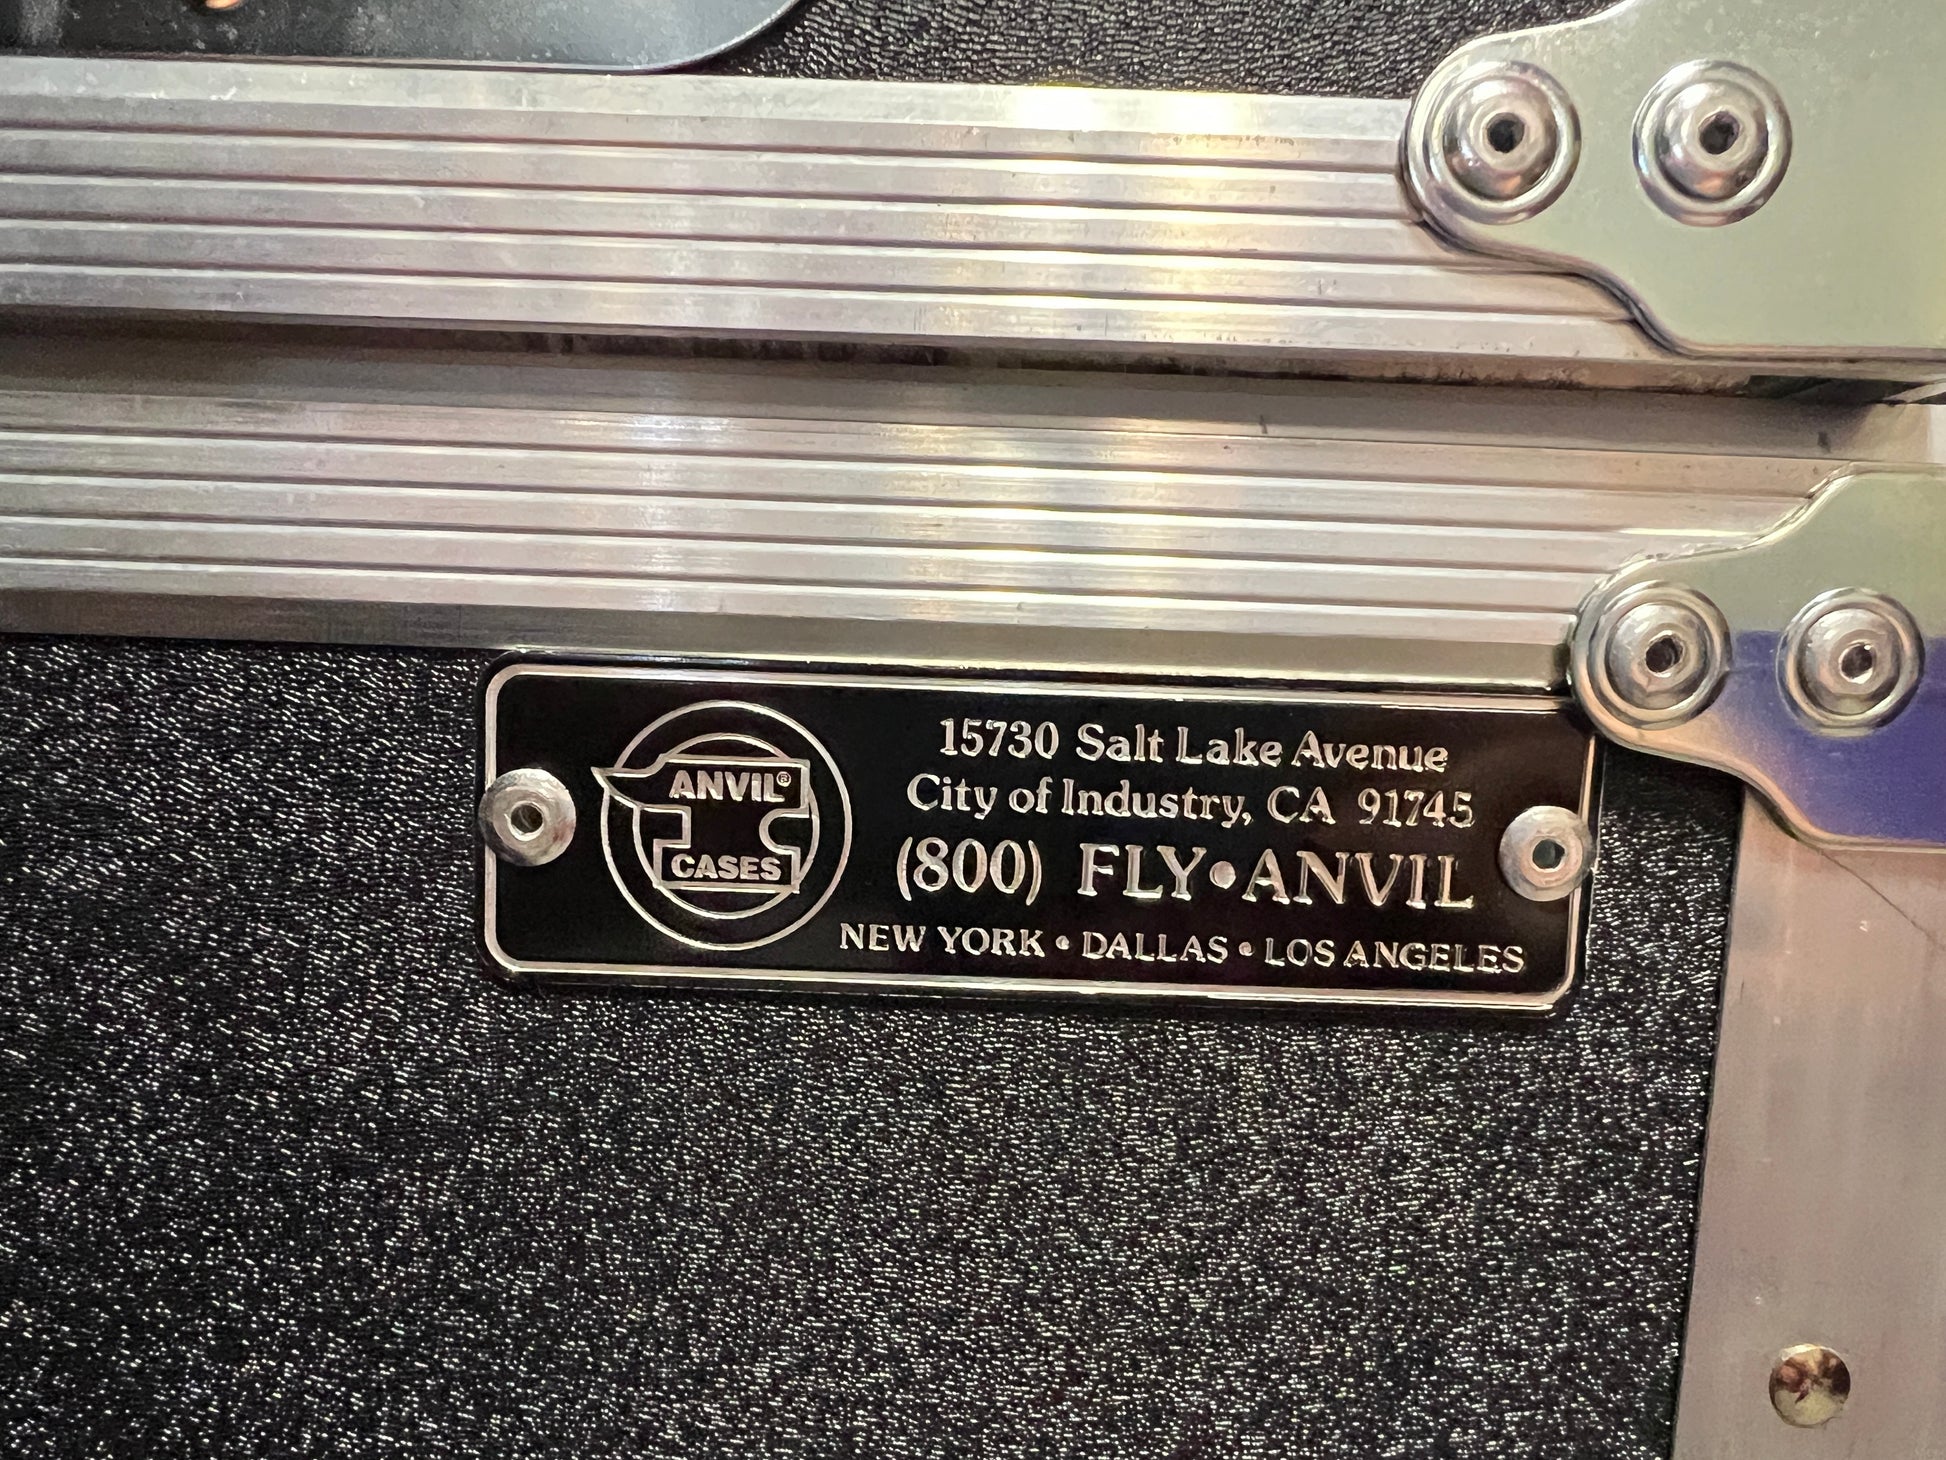 ANVIL®
CASES
15730 Salt Lake Avenue
City of Industry, CA 91745
(800) FLY•ANVIL
NEW YORK • DALLAS • LOS ANGELES